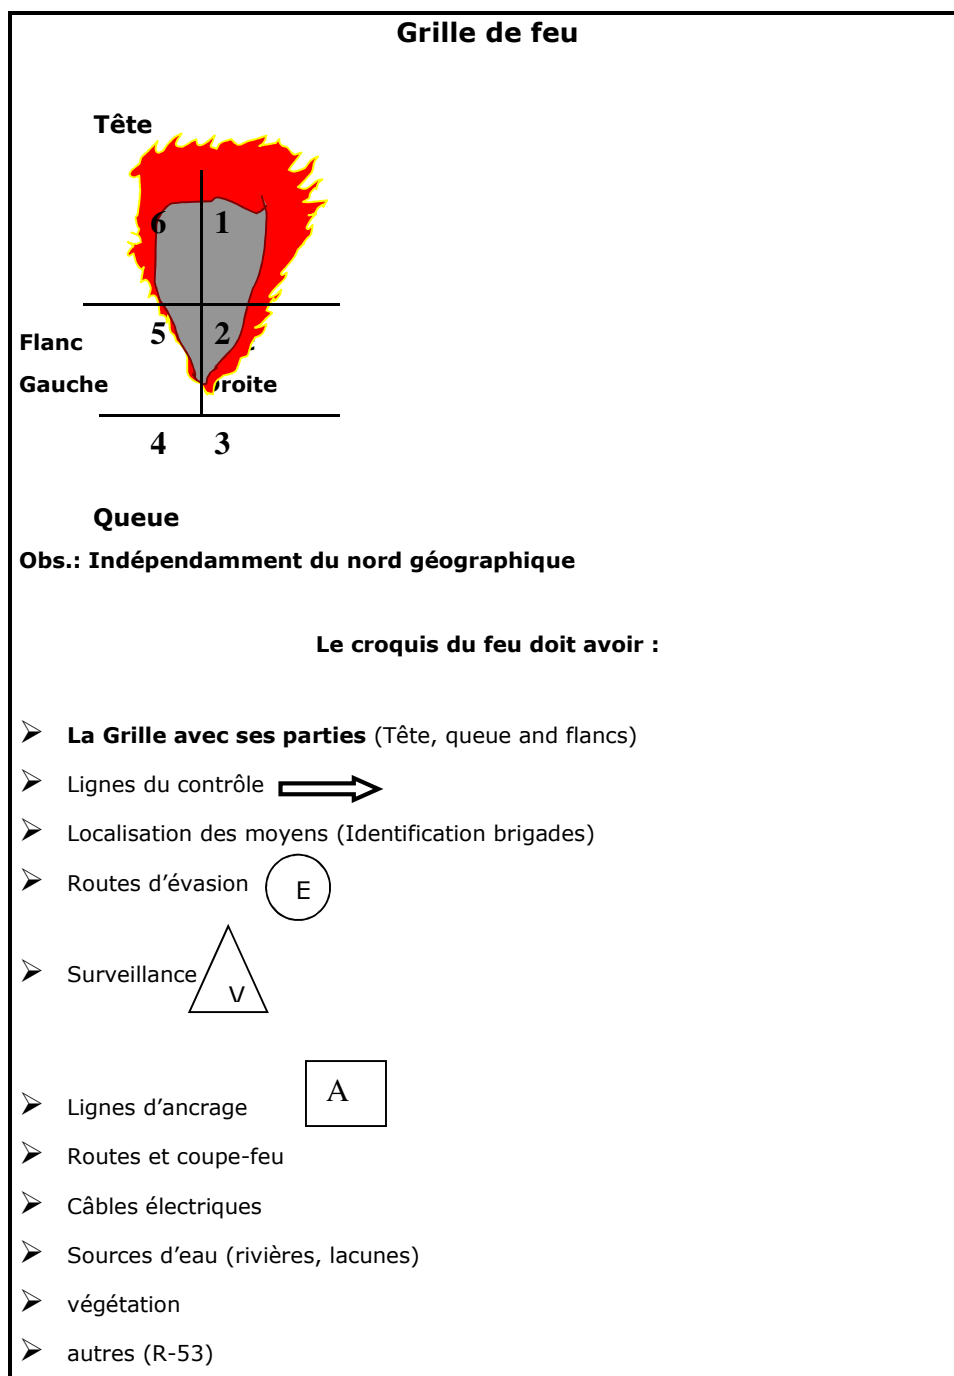 Grille de feu
Tête
6 1
5 2
Flanc
Gauche Droite
4 3
Queue
Obs.: Indépendamment du nord géographique
Le croquis du feu doit avoir :
➢ La Grille avec ses parties (Tête, queue and flancs)
➢ Lignes du contrôle
➢ Localisation des moyens (Identification brigades)
➢ Routes d’évasion E
➢ Surveillance V
➢ Lignes d’ancrage A
➢ Routes et coupe-feu
➢ Câbles électriques
➢ Sources d’eau (rivières, lacunes)
➢ végétation
➢ autres (R-53)